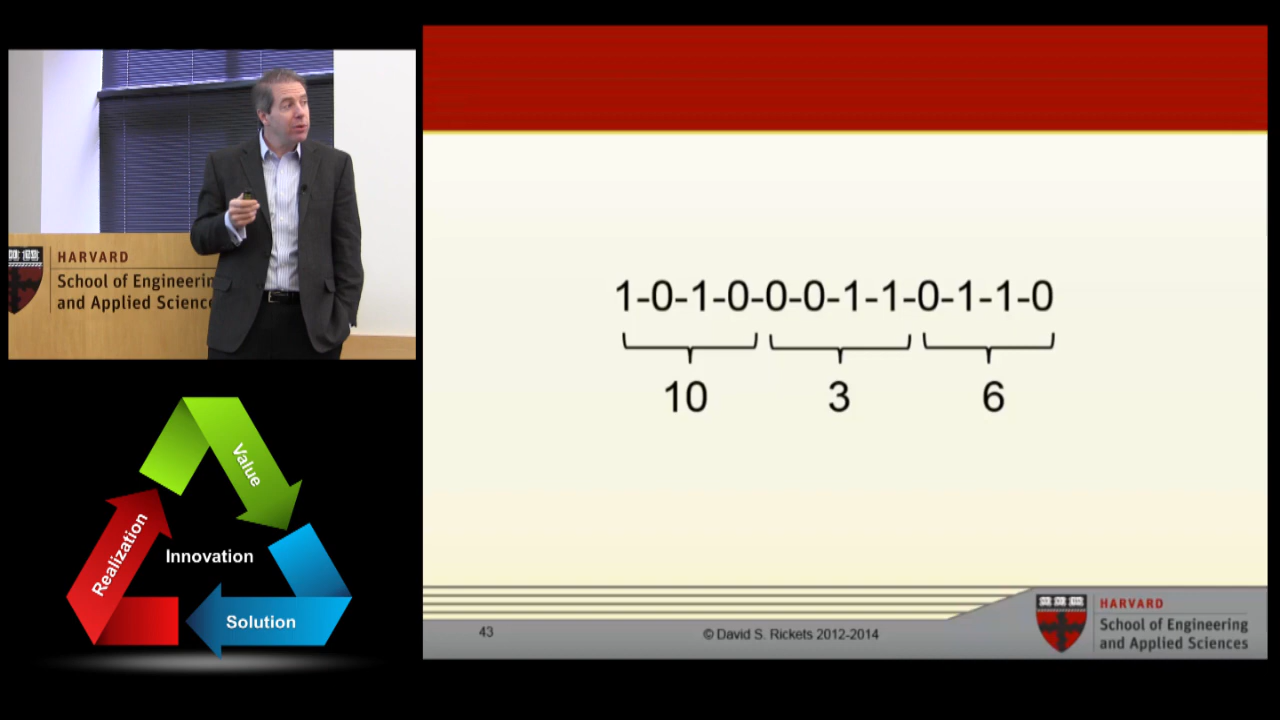 HARVARD
School of Engineerin
and Applied Science
Value
Realization
Innovation
Solution
1-0-1-0-0-0-1-1-0-1-1-0
10 3 6
43
© David S. Rickets 2012-2014
HARVARD
School of Engineering
and Applied Sciences